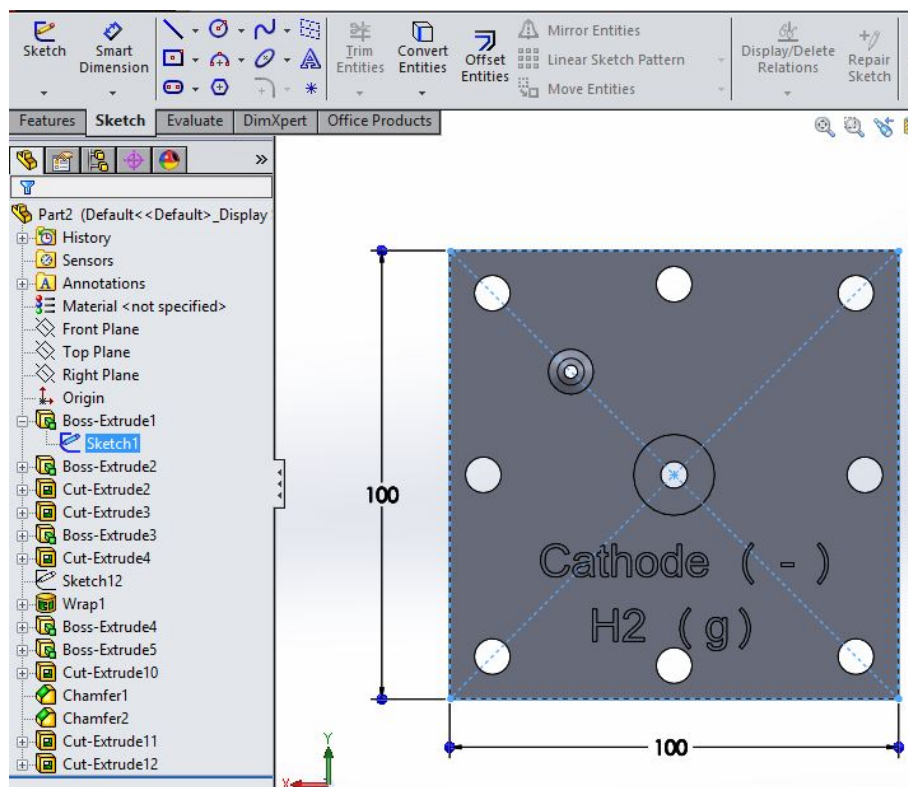 Sketch
Smart Dimension
Trim Entities
Convert Entities
Offset Entities
Mirror Entities
Linear Sketch Pattern
Move Entities
Display/Delete Relations
Repair Sketch
Features Sketch Evaluate DimXpert Office Products
Part2 (Default<<Default>_Display
History
Sensors
Annotations
Material <not specified>
Front Plane
Top Plane
Right Plane
Origin
Boss-Extrude1
Sketch1
Boss-Extrude2
Cut-Extrude2
Cut-Extrude3
Boss-Extrude3
Cut-Extrude4
Sketch12
Wrap1
Boss-Extrude4
Boss-Extrude5
Cut-Extrude10
Chamfer1
Chamfer2
Cut-Extrude11
Cut-Extrude12
100
Cathode ( - )
H2 (g)
100
Y
X